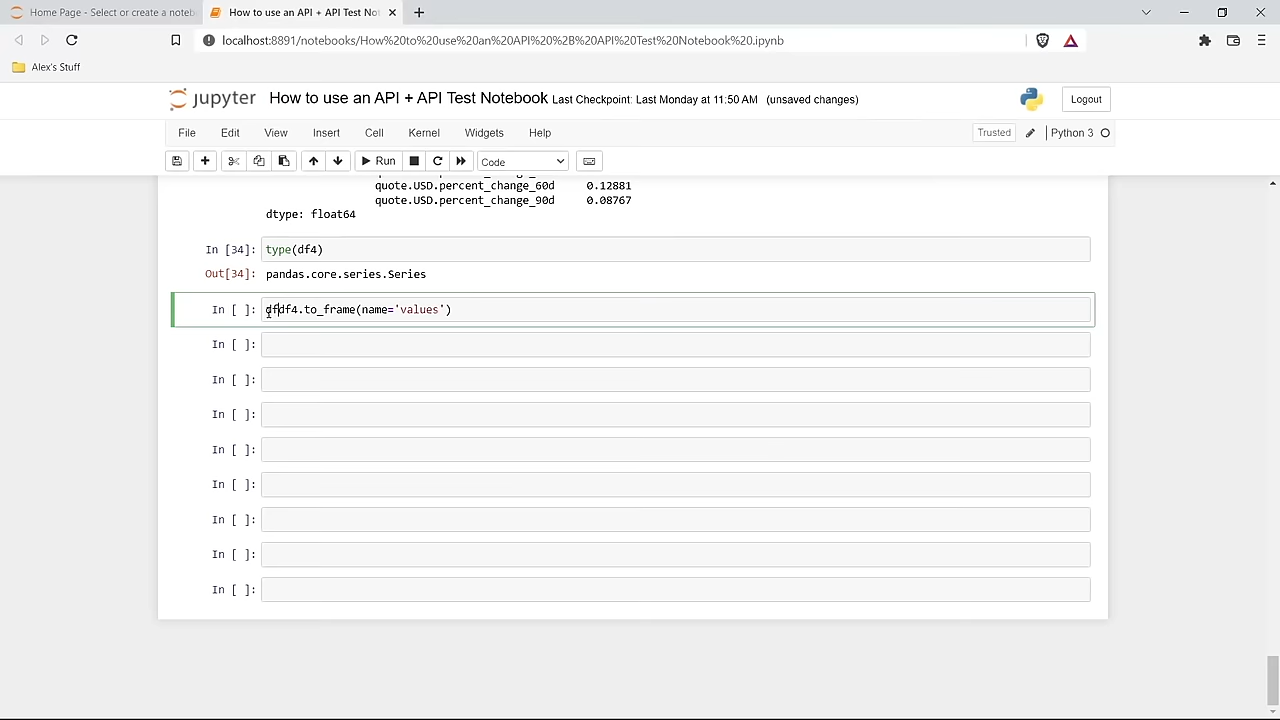 Home Page - Select or create a noteb
How to use an API + API Test No
localhost:8891/notebooks/How%20to%20use%20an%20API%20%2B%20API%20Test%20Notebook%20.ipynb
Alex's Stuff
jupyter How to use an API + API Test Notebook Last Checkpoint: Last Monday at 11:50 AM (unsaved changes)
Logout
File Edit View Insert Cell Kernel Widgets Help
Trusted Python 3
Run Code
quote.USD.percent_change_60d 0.12881
quote.USD.percent_change_90d 0.08767
dtype: float64
In [34]: type(df4)
Out[34]: pandas.core.series.Series
In [ ]: dfdf4.to_frame(name='values')
In [ ]:
In [ ]:
In [ ]:
In [ ]:
In [ ]:
In [ ]:
In [ ]:
In [ ]: